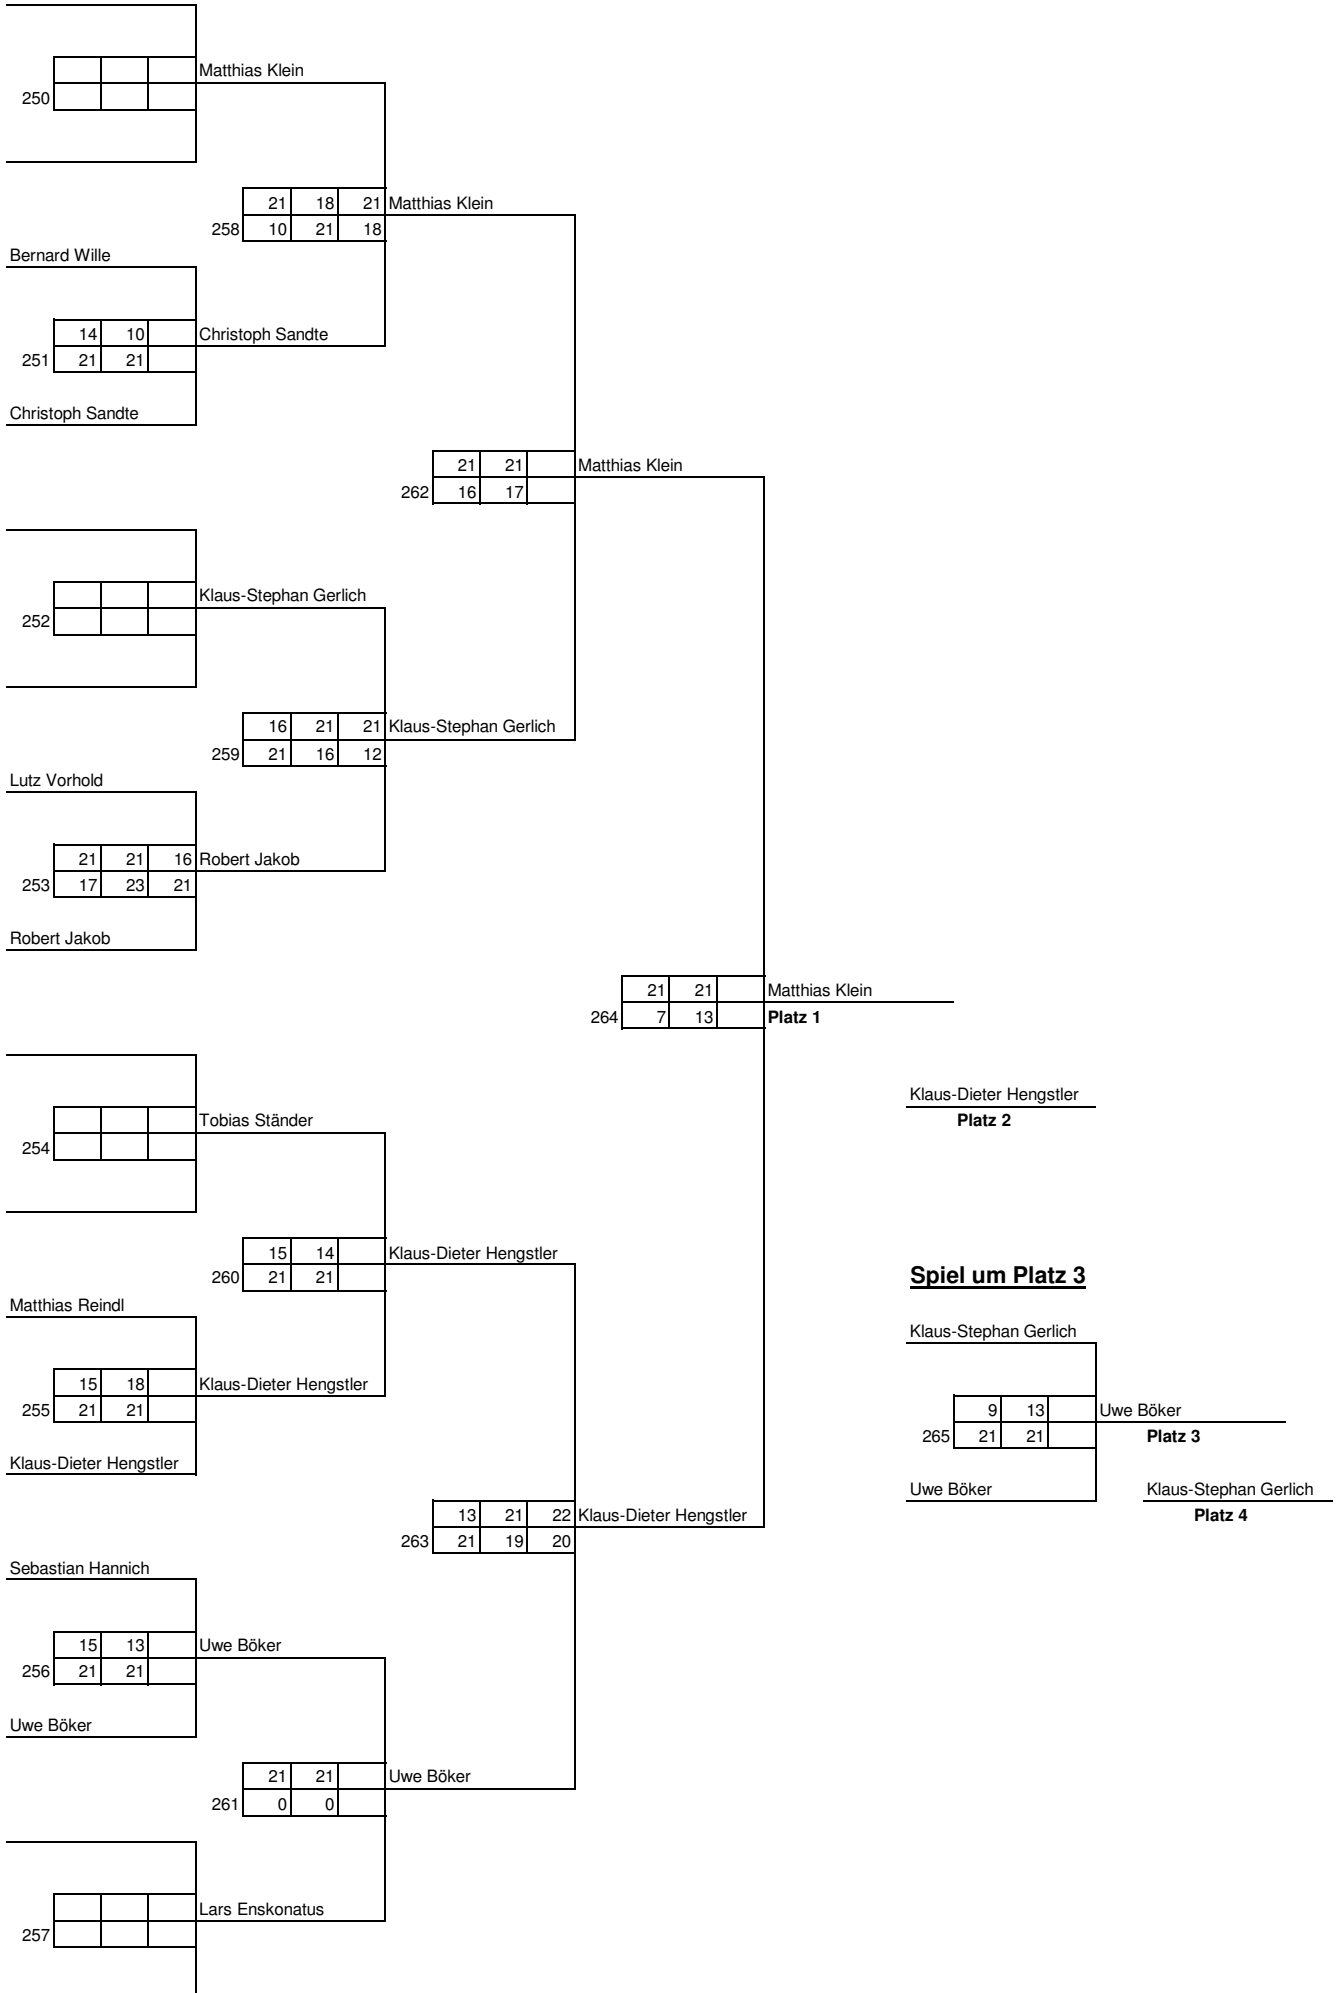 Matthias Klein
250
21 18 21 Matthias Klein
258 10 21 18
Bernard Wille
14 10 Christoph Sandte
251 21 21
Christoph Sandte
21 21 Matthias Klein
262 16 17
Klaus-Stephan Gerlich
252
16 21 21 Klaus-Stephan Gerlich
259 21 16 12
Lutz Vorhold
21 21 16 Robert Jakob
253 17 23 21
Robert Jakob
21 21 Matthias Klein
264 7 13 Platz 1
Klaus-Dieter Hengstler
Platz 2
Tobias Ständer
254
15 14 Klaus-Dieter Hengstler
260 21 21
Spiel um Platz 3
Matthias Reindl
Klaus-Stephan Gerlich
15 18 Klaus-Dieter Hengstler
255 21 21
9 13 Uwe Böker
265 21 21 Platz 3
Klaus-Dieter Hengstler
Uwe Böker
Klaus-Stephan Gerlich
Platz 4
13 21 22 Klaus-Dieter Hengstler
263 21 19 20
Sebastian Hannich
15 13 Uwe Böker
256 21 21
Uwe Böker
21 21 Uwe Böker
261 0 0
Lars Enskonatus
257